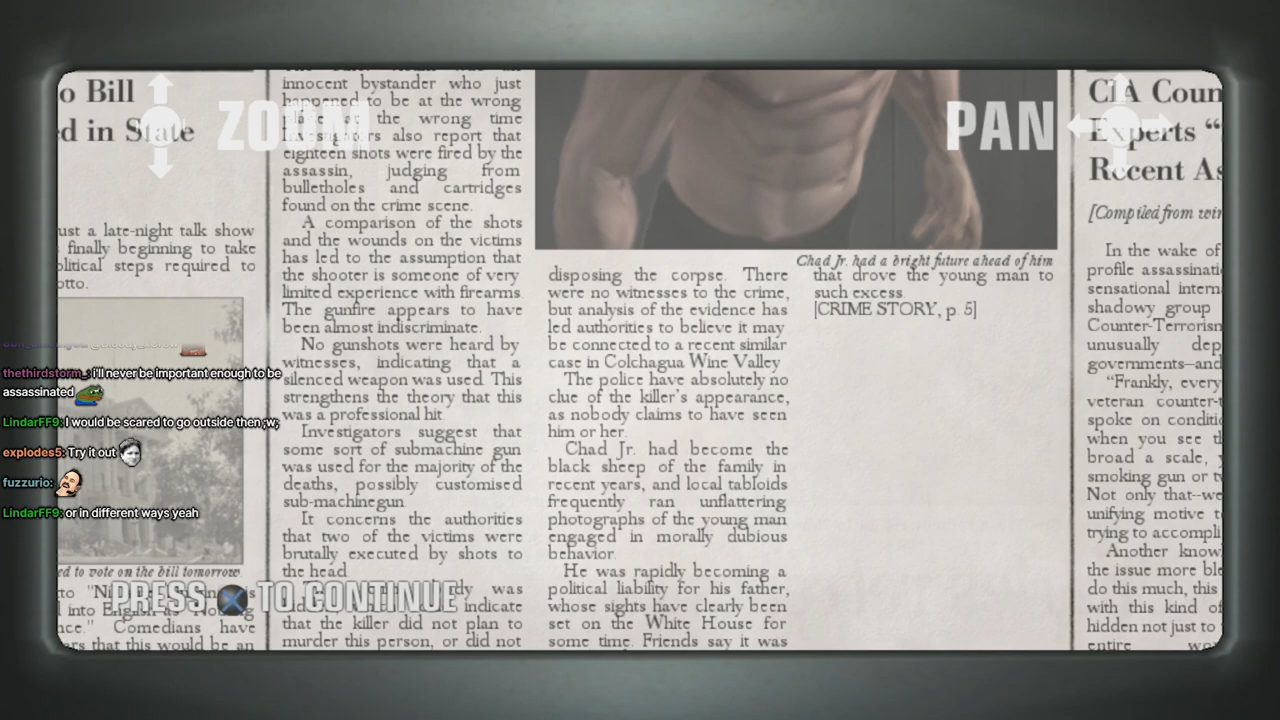 o Bill
ed in State
ust a late-night talk show
finally beginning to take
olitical steps required to
otto.
ed to vote on the bill tomorrow.
into English as
nce." Comedians have
ers that this would be an
innocent bystander who just
happened to be at the wrong
place at the wrong time
Investigators also report that
eighteen shots were fired by the
assassin, judging from
bulletholes and cartridges
found on the crime scene.
A comparison of the shots
and the wounds on the victims
has led to the assumption that
the shooter is someone of very
limited experience with firearms.
The gunfire appears to have
been almost indiscriminate.
No gunshots were heard by
witnesses, indicating that a
silenced weapon was used. This
strengthens the theory that this
was a professional hit.
Investigators suggest that
some sort of submachine gun
was used for the majority of the
deaths, possibly customised
sub-machinegun.
It concerns the authorities
that two of the victims were
brutally executed by shots to
the head.
was
indicate
that the killer did not plan to
murder this person, or did not
Chad Jr. had a bright future ahead of him
disposing the corpse. There
were no witnesses to the crime,
but analysis of the evidence has
led authorities to believe it may
be connected to a recent similar
case in Colchagua Wine Valley
The police have absolutely no
clue of the killer's appearance,
as nobody claims to have seen
him or her.
Chad Jr. had become the
black sheep of the family in
recent years, and local tabloids
frequently ran unflattering
photographs of the young man
engaged in morally dubious
behavior.
He was rapidly becoming a
political liability for his father,
whose sights have clearly been
set on the White House for
some time. Friends say it was
that drove the young man to
such excess.
[CRIME STORY, p. 5]
CIA Coun
Experts “
Recent As
[Compiled from wir
In the wake of
profile assassinati
sensational intern
shadowy group
Counter-Terrorism
unusually dep
governments--and
“Frankly, every
veteran counter-t
spoke on conditio
when you see th
broad a scale, y
smoking gun or tw
Not only that--we
unifying motive to
trying to accompli
Another know
the issue more ble
do this much, this
with this kind of
hidden not just to
entire wo
ZOOM
PAN
PRESS X TO CONTINUE
thethirdstorm_: i'll never be important enough to be
assassinated
LindarFF9: I would be scared to go outside then ;w;
explodes5: Try it out
fuzzurio:
LindarFF9: or in different ways yeah